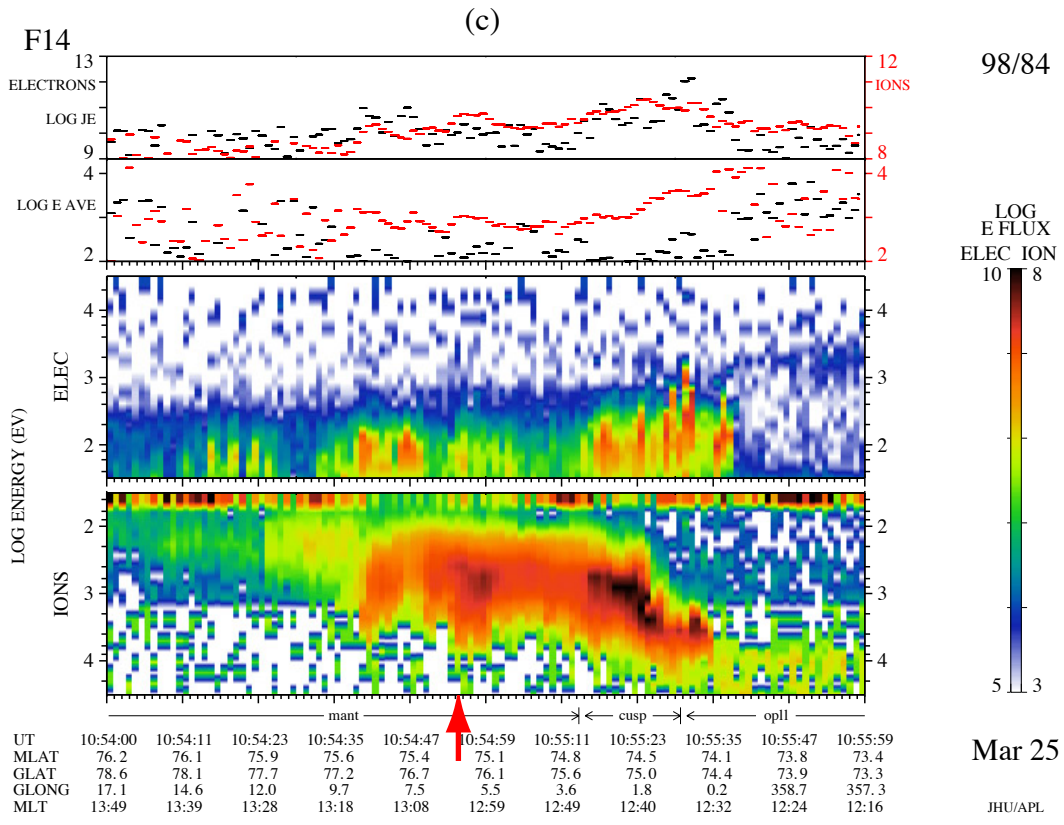 (c)
F14
98/84
13
12
ELECTRONS
IONS
LOG JE
9
8
4
4
LOG E AVE
2
2
LOG
E FLUX
ELEC ION
10 8
4
4
ELEC
3
3
2
2
LOG ENERGY (EV)
2
2
IONS
3
3
4
4
5 3
mant cusp opll
UT 10:54:00 10:54:11 10:54:23 10:54:35 10:54:47 10:54:59 10:55:11 10:55:23 10:55:35 10:55:47 10:55:59
MLAT 76.2 76.1 75.9 75.6 75.4 75.1 74.8 74.5 74.1 73.8 73.4
GLAT 78.6 78.1 77.7 77.2 76.7 76.1 75.6 75.0 74.4 73.9 73.3
GLONG 17.1 14.6 12.0 9.7 7.5 5.5 3.6 1.8 0.2 358.7 357.3
MLT 13:49 13:39 13:28 13:18 13:08 12:59 12:49 12:40 12:32 12:24 12:16
Mar 25
JHU/APL